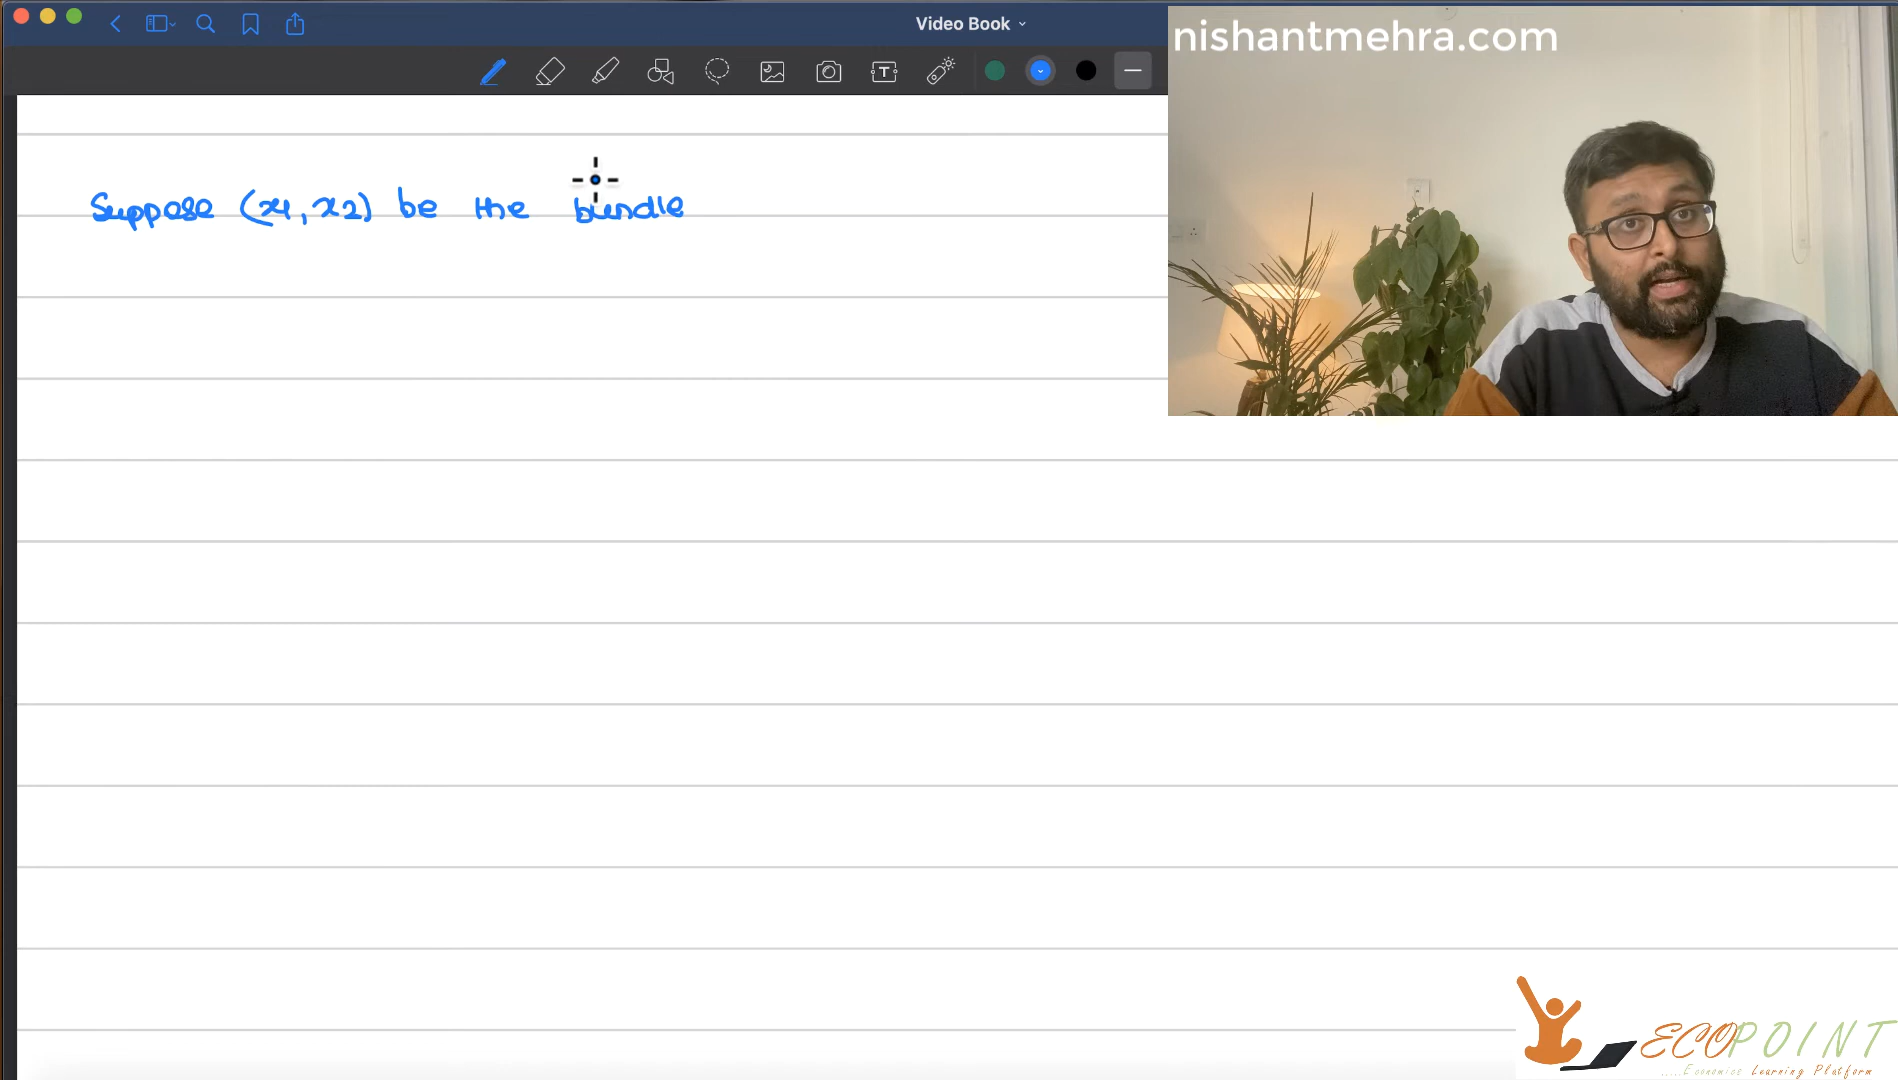 Video Book
nishantmehra.com
Suppose (x1, x2) be the bundle
ECOPOINT
.....Economics Learning Platform